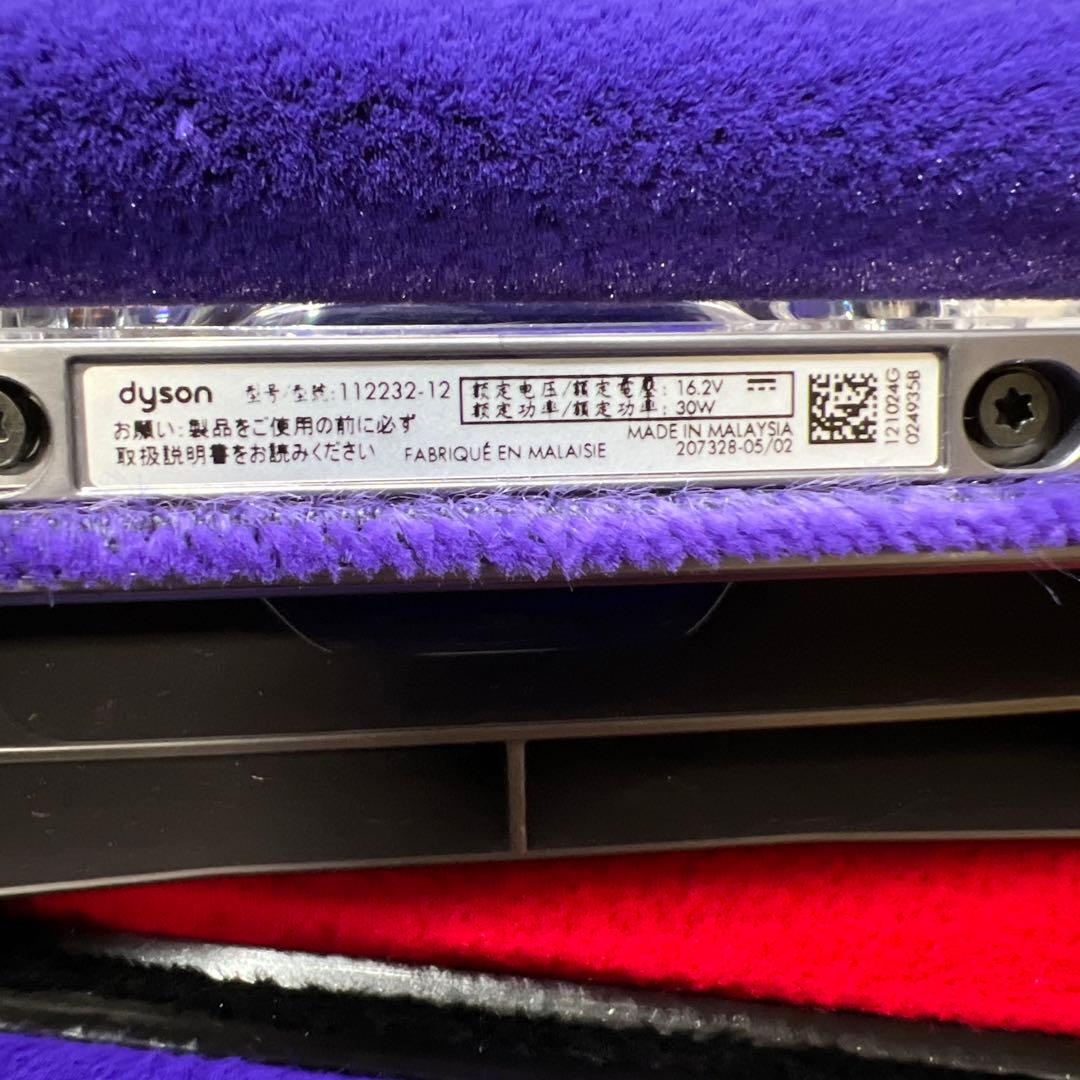 dyson 型号/型號:112232-12
额定电压/額定電壓: 16.2V ⎓
额定功率/額定功率: 30W
お願い:製品をご使用の前に必ず
取扱説明書をお読みください
FABRIQUÉ EN MALAISIE
MADE IN MALAYSIA
207328-05/02
121024G
024935B